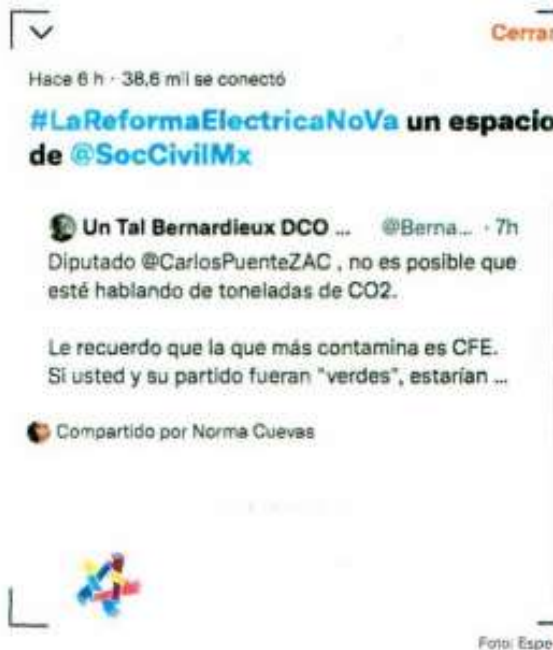 Cerrar
Hace 6 h · 38,6 mil se conectó
#LaReformaElectricaNoVa un espacio
de @SocCivilMx
Un Tal Bernardieux DCO ... @Berna... · 7h
Diputado @CarlosPuenteZAC , no es posible que
esté hablando de toneladas de CO2.
Le recuerdo que la que más contamina es CFE.
Si usted y su partido fueran "verdes", estarían ...
Compartido por Norma Cuevas
Foto: Espe